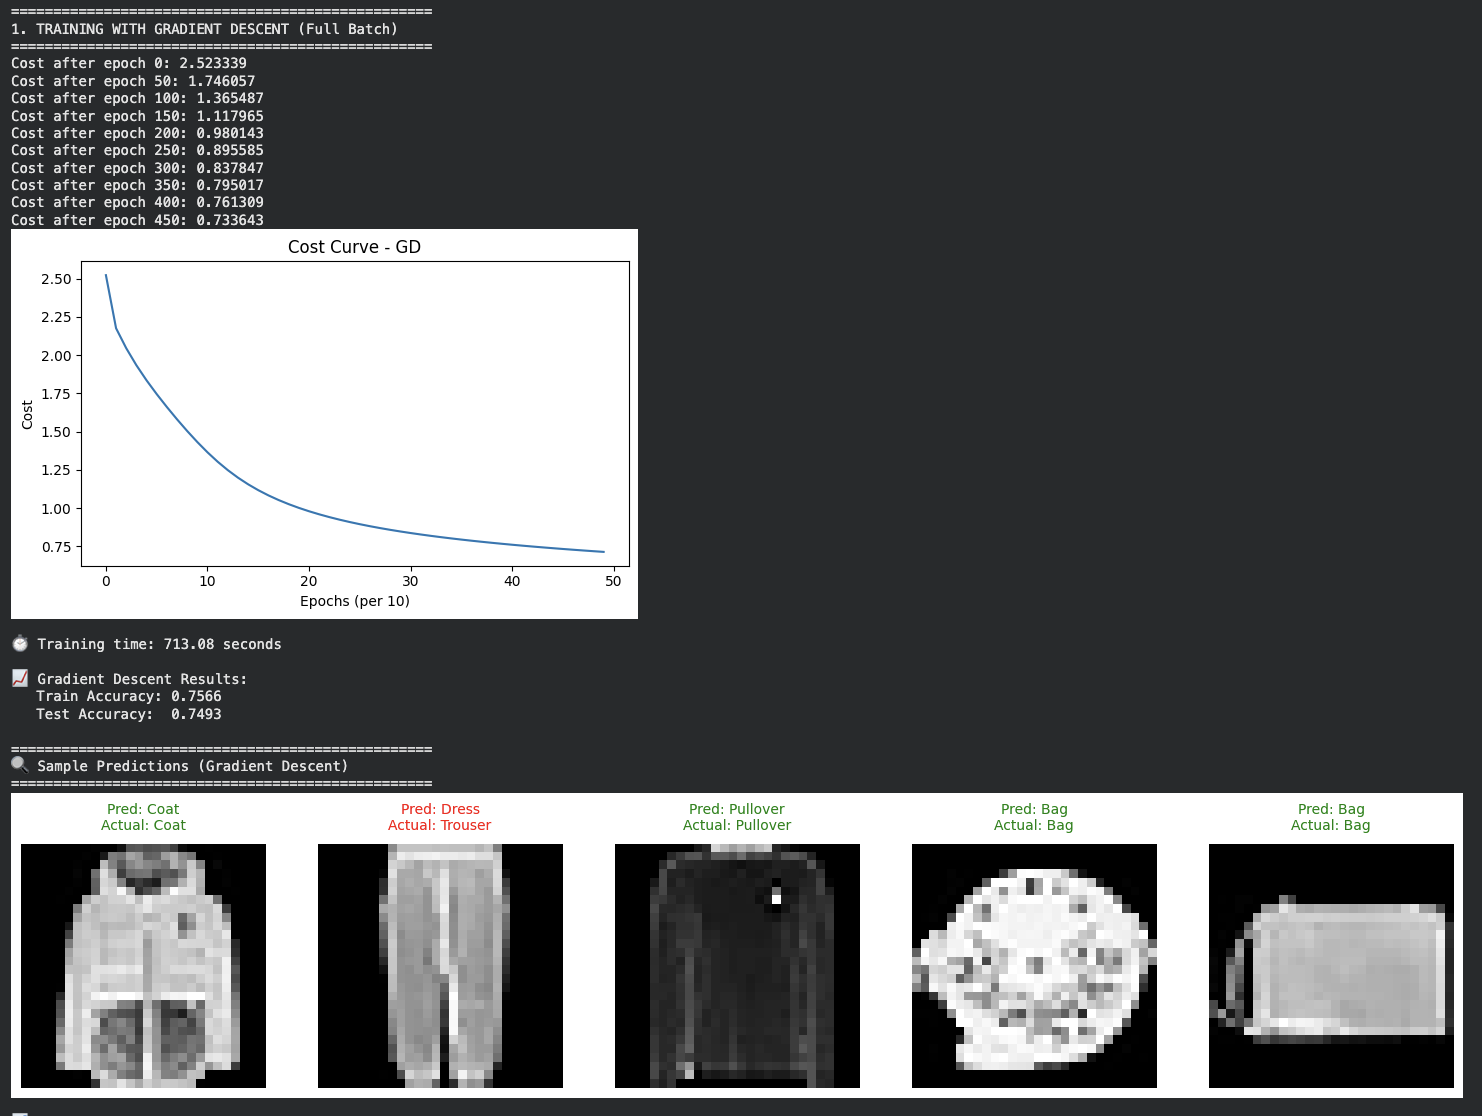 ==================================================
1. TRAINING WITH GRADIENT DESCENT (Full Batch)
==================================================
Cost after epoch 0: 2.523339
Cost after epoch 50: 1.746057
Cost after epoch 100: 1.365487
Cost after epoch 150: 1.117965
Cost after epoch 200: 0.980143
Cost after epoch 250: 0.895585
Cost after epoch 300: 0.837847
Cost after epoch 350: 0.795017
Cost after epoch 400: 0.761309
Cost after epoch 450: 0.733643
Cost Curve - GD
2.50
2.25
2.00
1.75
1.50
1.25
1.00
0.75
Cost
0 10 20 30 40 50
Epochs (per 10)
⏱️ Training time: 713.08 seconds
📈 Gradient Descent Results:
Train Accuracy: 0.7566
Test Accuracy:  0.7493
==================================================
🔍 Sample Predictions (Gradient Descent)
==================================================
Pred: Coat
Actual: Coat
Pred: Dress
Actual: Trouser
Pred: Pullover
Actual: Pullover
Pred: Bag
Actual: Bag
Pred: Bag
Actual: Bag